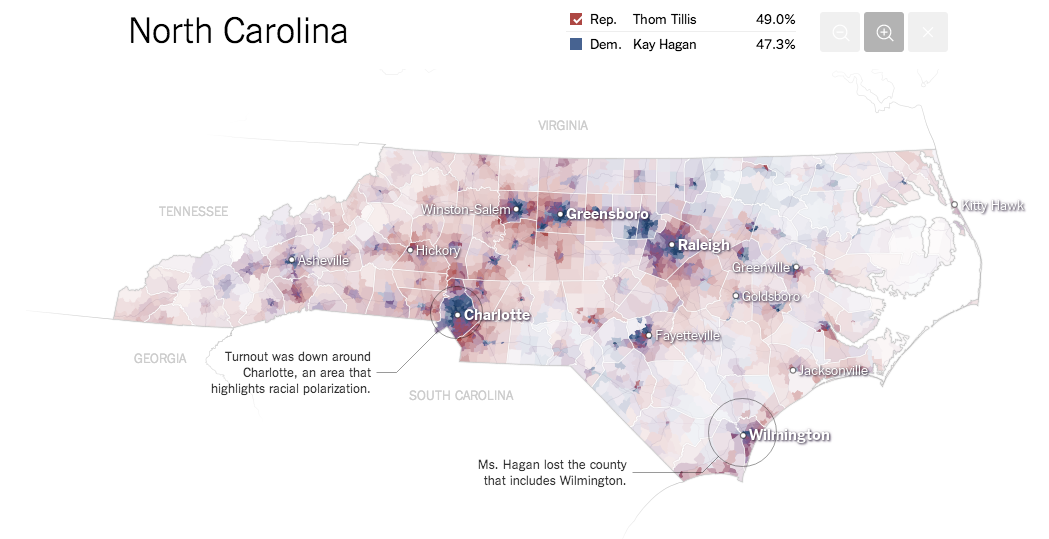 North Carolina
Rep. Thom Tillis 49.0%
Dem. Kay Hagan 47.3%
VIRGINIA
TENNESSEE
Winston-Salem
Greensboro
Kitty Hawk
Raleigh
Hickory
Asheville
Greenville
Goldsboro
Charlotte
Fayetteville
GEORGIA
Turnout was down around
Charlotte, an area that
highlights racial polarization.
Jacksonville
SOUTH CAROLINA
Wilmington
Ms. Hagan lost the county
that includes Wilmington.